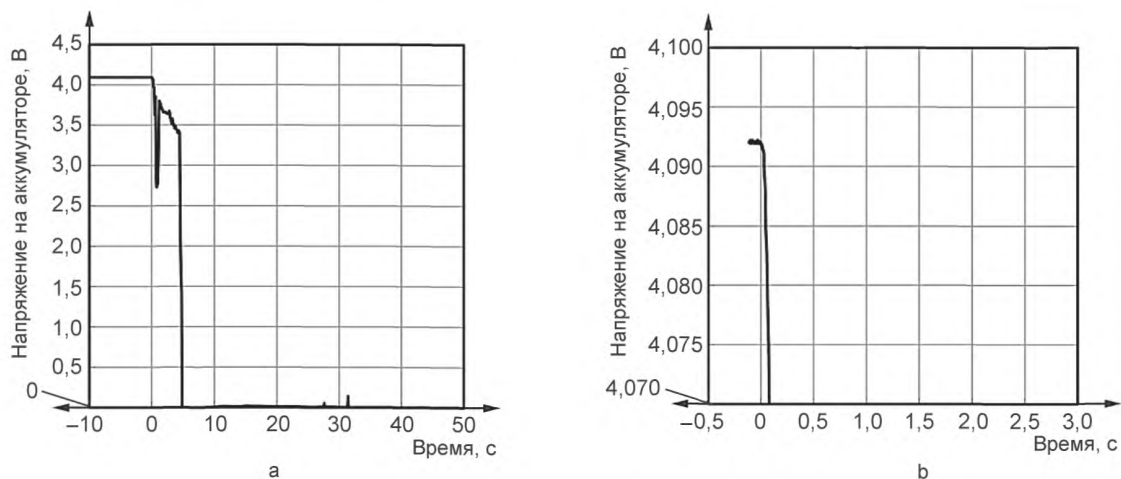 Напряжение на аккумуляторе, В
4,5
4,0
3,5
3,0
2,5
2,0
1,5
1,0
0,5
0
–10 0 10 20 30 40 50
Время, с
a
Напряжение на аккумуляторе, В
4,100
4,095
4,090
4,085
4,080
4,075
4,070
–0,5 0 0,5 1,0 1,5 2,0 2,5 3,0
Время, с
b